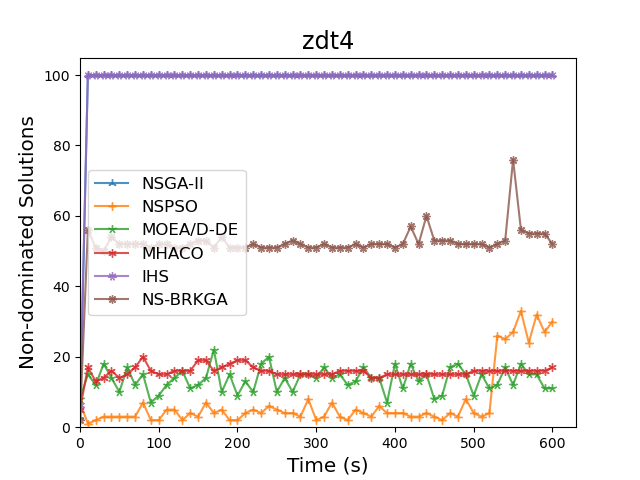 zdt4
Non-dominated Solutions
100
80
60
40
20
0
NSGA-II
NSPSO
MOEA/D-DE
MHACO
IHS
NS-BRKGA
0 100 200 300 400 500 600
Time (s)